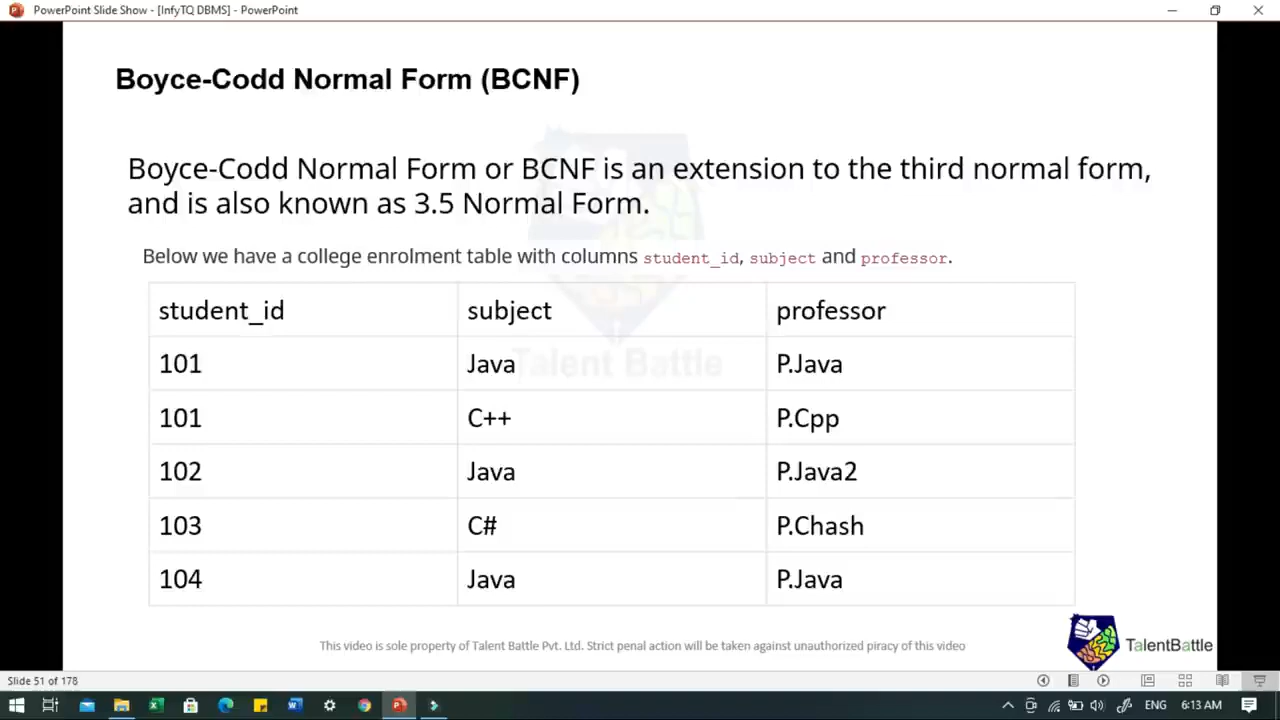 PowerPoint Slide Show - [InfyTQ DBMS] - PowerPoint
Boyce-Codd Normal Form (BCNF)
Boyce-Codd Normal Form or BCNF is an extension to the third normal form,
and is also known as 3.5 Normal Form.
Below we have a college enrolment table with columns student_id, subject and professor.
student_id subject professor
101 Java P.Java
101 C++ P.Cpp
102 Java P.Java2
103 C# P.Chash
104 Java P.Java
Talent Battle
This video is sole property of Talent Battle Pvt. Ltd. Strict penal action will be taken against unauthorized piracy of this video
TalentBattle
Slide 51 of 178
ENG 6:13 AM